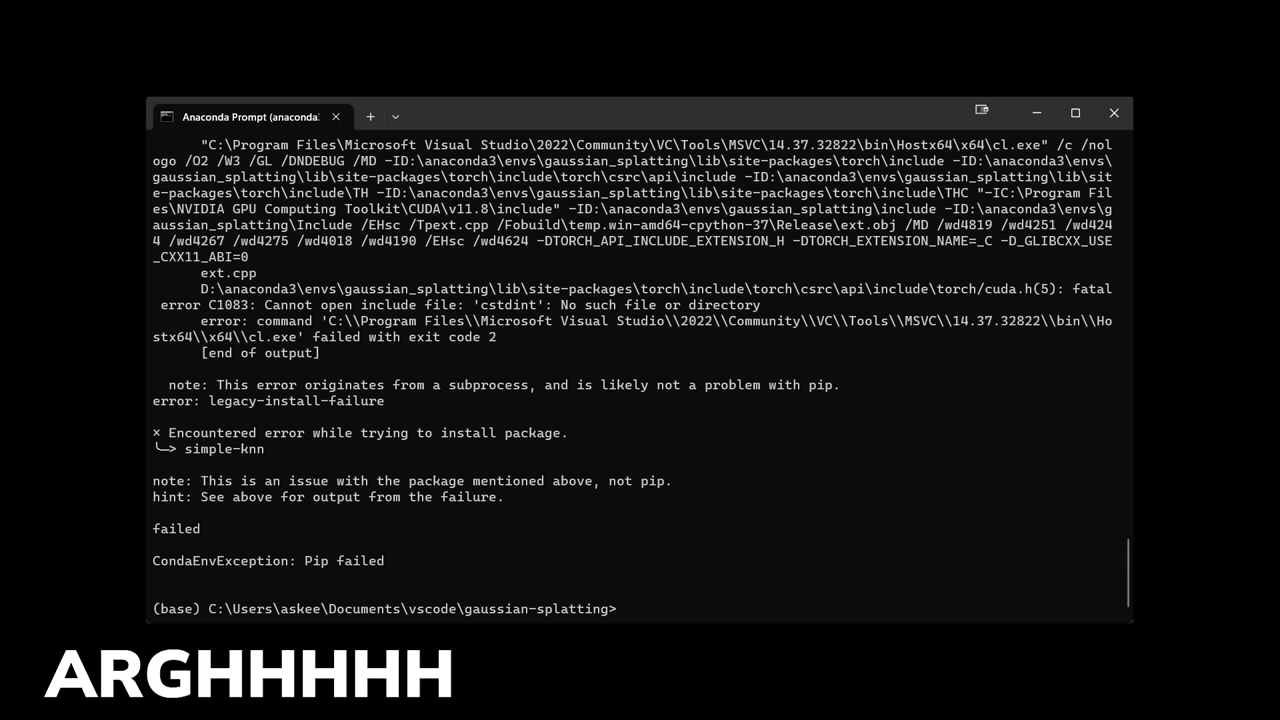 Anaconda Prompt (anaconda:
"C:\Program Files\Microsoft Visual Studio\2022\Community\VC\Tools\MSVC\14.37.32822\bin\Hostx64\x64\cl.exe" /c /nol
ogo /O2 /W3 /GL /DNDEBUG /MD -ID:\anaconda3\envs\gaussian_splatting\lib\site-packages\torch\include -ID:\anaconda3\envs\
gaussian_splatting\lib\site-packages\torch\include\torch\csrc\api\include -ID:\anaconda3\envs\gaussian_splatting\lib\sit
e-packages\torch\include\TH -ID:\anaconda3\envs\gaussian_splatting\lib\site-packages\torch\include\THC "-IC:\Program Fil
es\NVIDIA GPU Computing Toolkit\CUDA\v11.8\include" -ID:\anaconda3\envs\gaussian_splatting\include -ID:\anaconda3\envs\g
aussian_splatting\Include /EHsc /Tpext.cpp /Fobuild\temp.win-amd64-cpython-37\Release\ext.obj /MD /wd4819 /wd4251 /wd424
4 /wd4267 /wd4275 /wd4018 /wd4190 /EHsc /wd4624 -DTORCH_API_INCLUDE_EXTENSION_H -DTORCH_EXTENSION_NAME=_C -D_GLIBCXX_USE
_CXX11_ABI=0
ext.cpp
D:\anaconda3\envs\gaussian_splatting\lib\site-packages\torch\include\torch\csrc\api\include\torch/cuda.h(5): fatal
error C1083: Cannot open include file: 'cstdint': No such file or directory
error: command 'C:\\Program Files\\Microsoft Visual Studio\\2022\\Community\\VC\\Tools\\MSVC\\14.37.32822\\bin\\Ho
stx64\\x64\\cl.exe' failed with exit code 2
[end of output]
note: This error originates from a subprocess, and is likely not a problem with pip.
error: legacy-install-failure
× Encountered error while trying to install package.
╰─> simple-knn
note: This is an issue with the package mentioned above, not pip.
hint: See above for output from the failure.
failed
CondaEnvException: Pip failed
(base) C:\Users\askee\Documents\vscode\gaussian-splatting>
ARGHHHHH